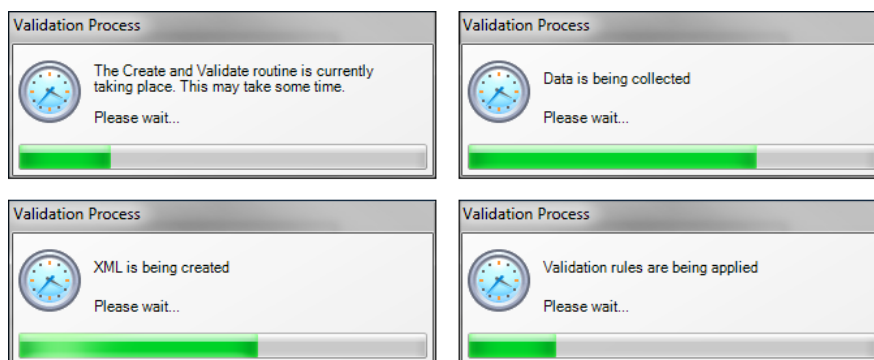 Validation Process
The Create and Validate routine is currently
taking place. This may take some time.
Please wait...
Validation Process
Data is being collected
Please wait...
Validation Process
XML is being created
Please wait...
Validation Process
Validation rules are being applied
Please wait...